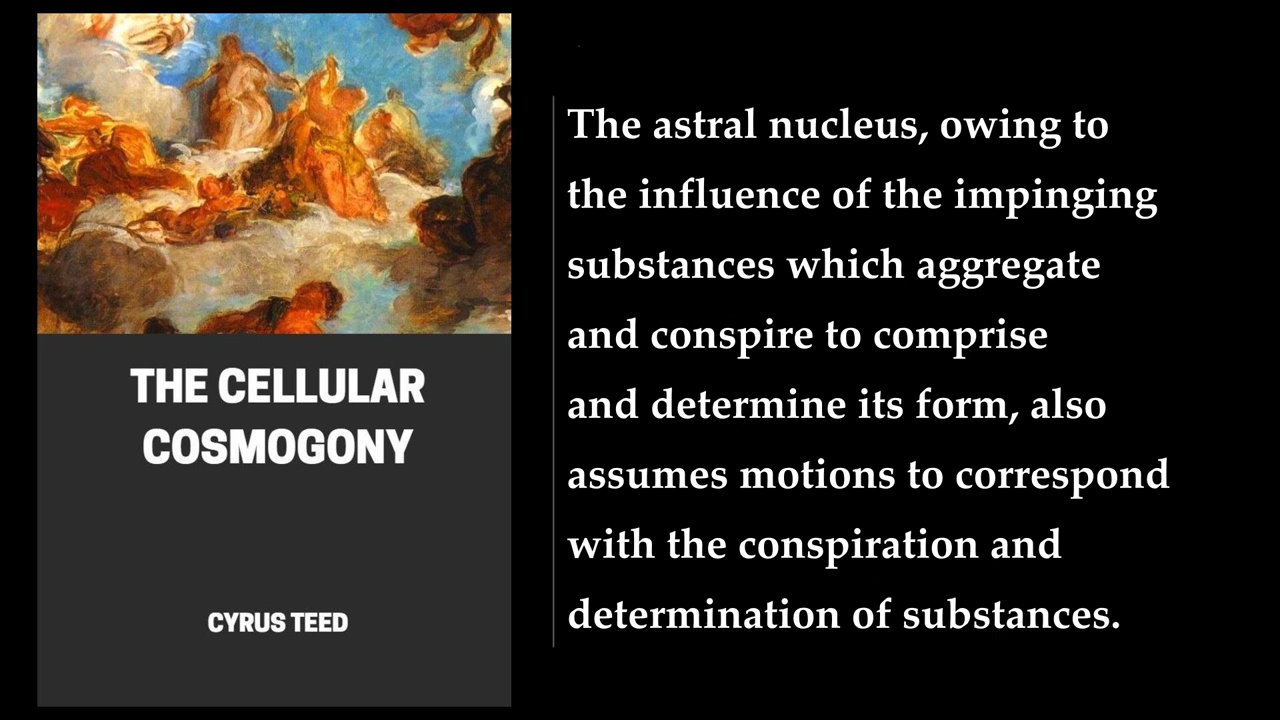 THE CELLULAR
COSMOGONY
CYRUS TEED
The astral nucleus, owing to
the influence of the impinging
substances which aggregate
and conspire to comprise
and determine its form, also
assumes motions to correspond
with the conspiration and
determination of substances.